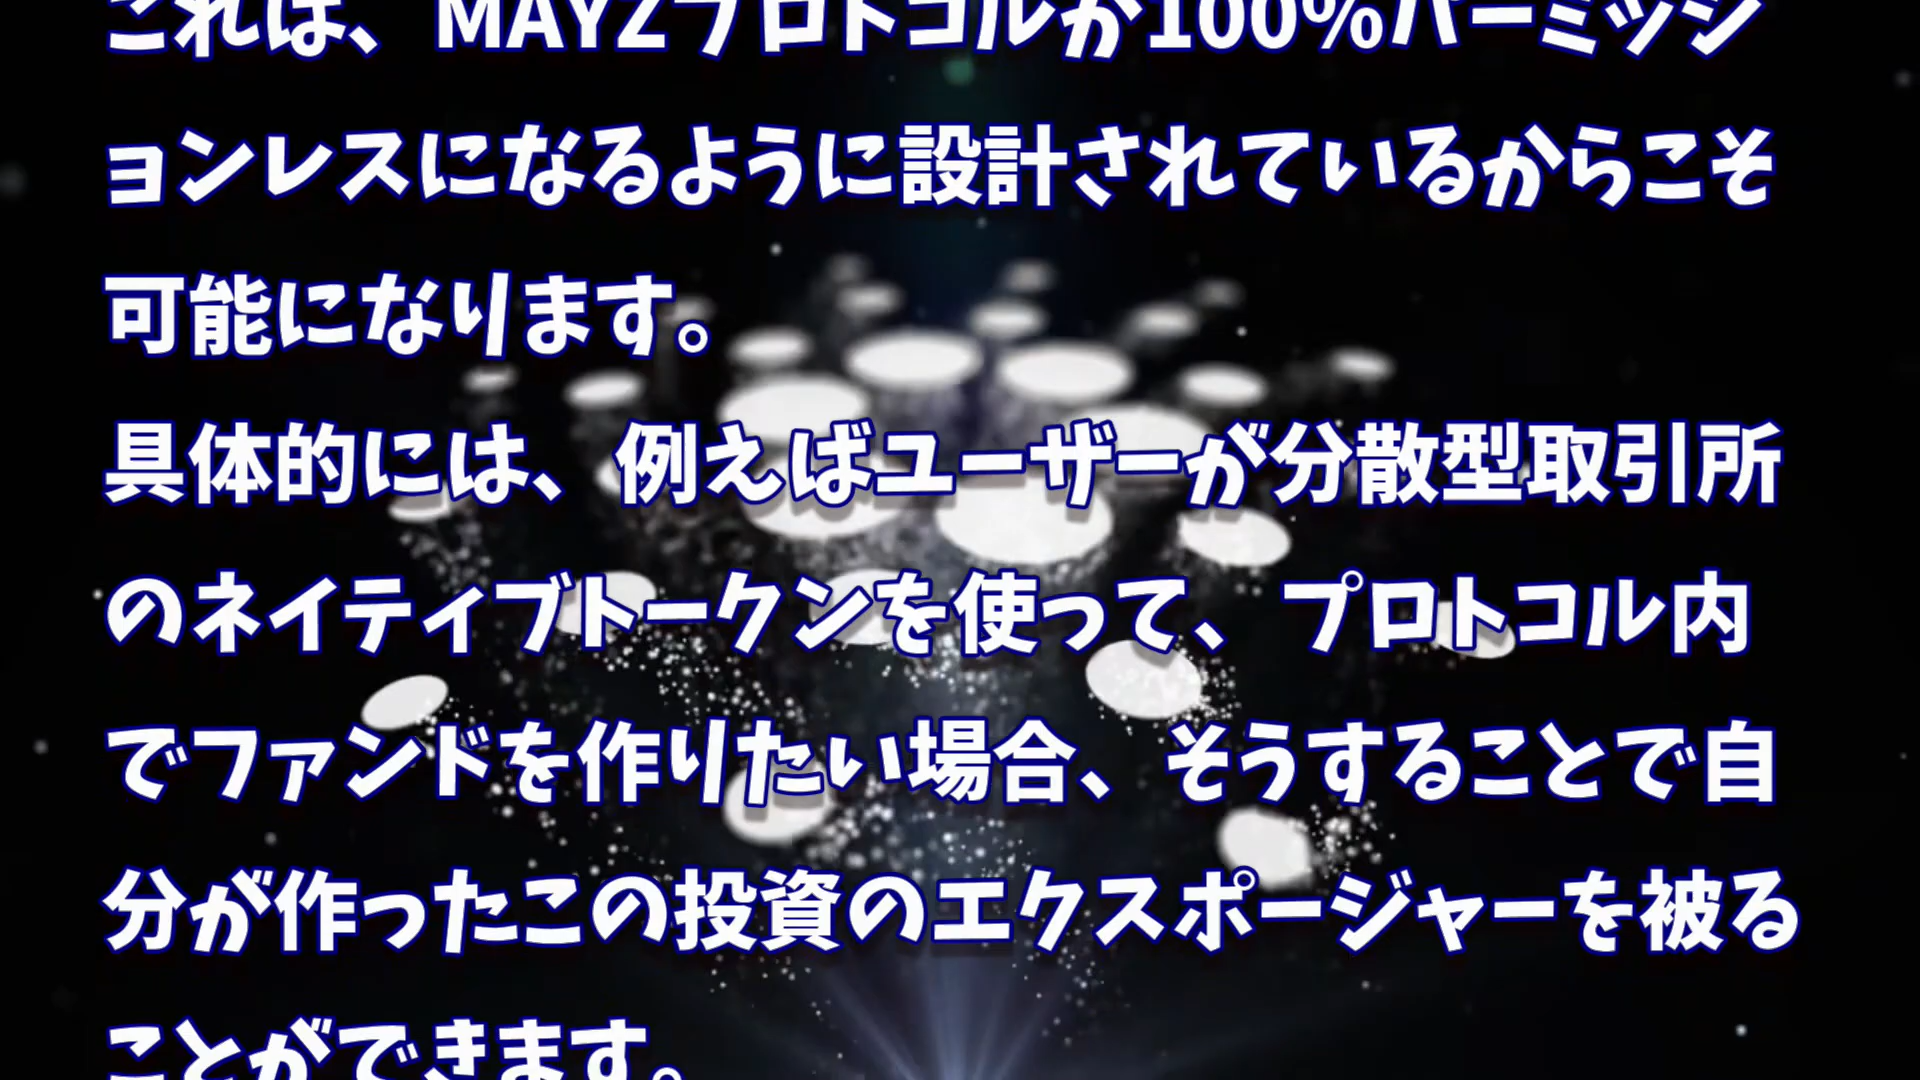 これは、MAYZプロトコルが100%パーミッシ
ョンレスになるように設計されているからこそ
可能になります。
具体的には、例えばユーザーが分散型取引所
のネイティブトークンを使って、プロトコル内
でファンドを作りたい場合、そうすることで自
分が作ったこの投資のエクスポージャーを被る
ことができます。